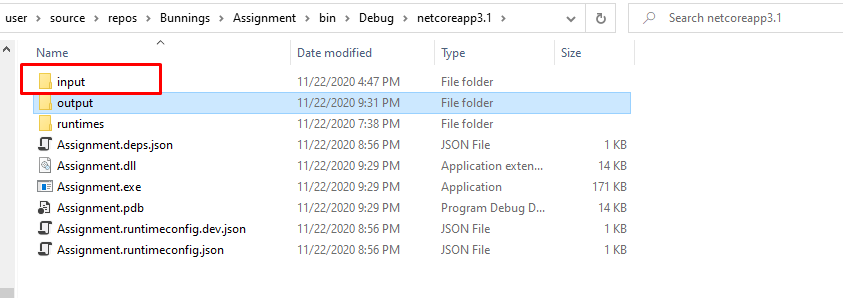 user › source › repos › Bunnings › Assignment › bin › Debug › netcoreapp3.1 › Search netcoreapp3.1
Name Date modified Type Size
input 11/22/2020 4:47 PM File folder
output 11/22/2020 9:31 PM File folder
runtimes 11/22/2020 7:38 PM File folder
Assignment.deps.json 11/22/2020 8:56 PM JSON File 1 KB
Assignment.dll 11/22/2020 9:29 PM Application exten... 14 KB
Assignment.exe 11/22/2020 9:29 PM Application 171 KB
Assignment.pdb 11/22/2020 9:29 PM Program Debug D... 14 KB
Assignment.runtimeconfig.dev.json 11/22/2020 8:56 PM JSON File 1 KB
Assignment.runtimeconfig.json 11/22/2020 8:56 PM JSON File 1 KB